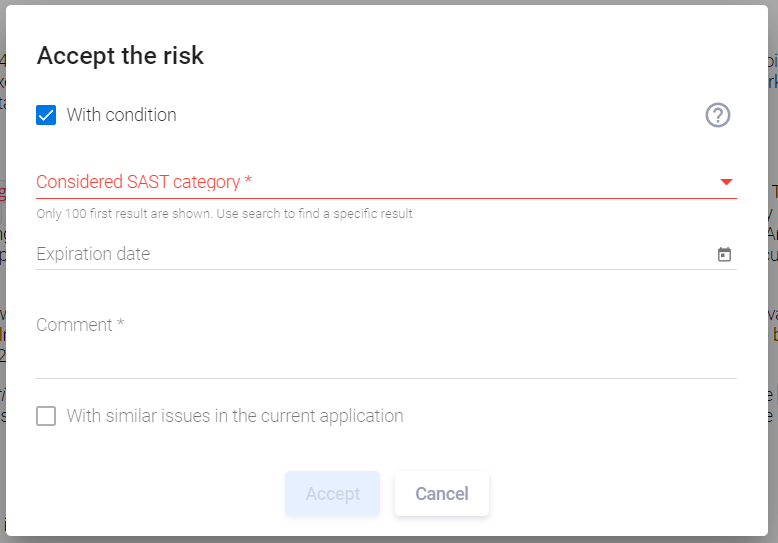 Accept the risk
With condition
Considered SAST category *
Only 100 first result are shown. Use search to find a specific result
Expiration date
Comment *
With similar issues in the current application
Accept
Cancel